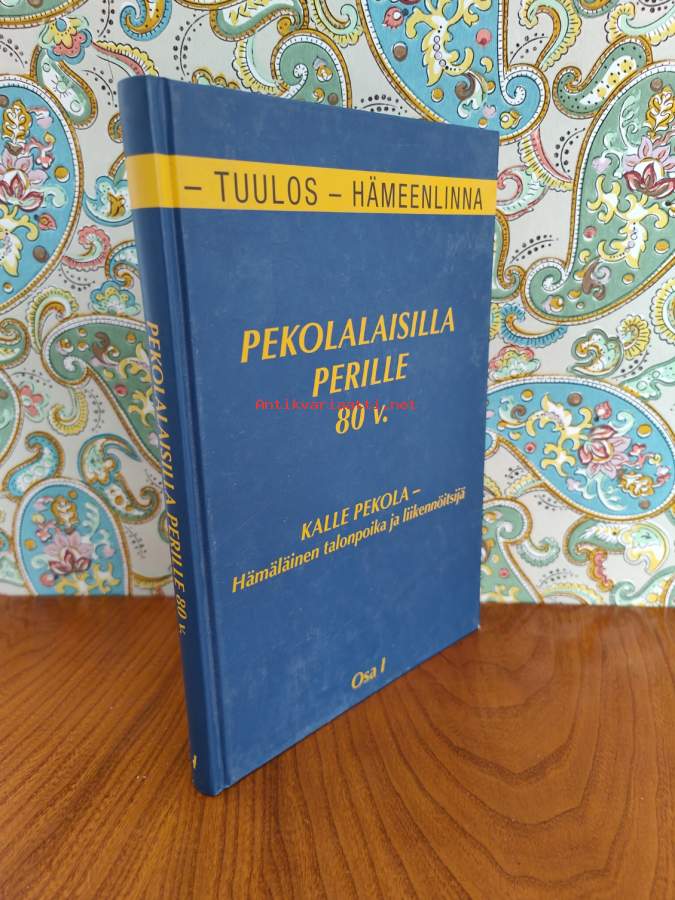 – TUULOS – HÄMEENLINNA
PEKOLALAISILLA
PERILLE
80 v.
Antikvariaatti.net
KALLE PEKOLA –
Hämäläinen talonpoika ja liikennöitsijä
Osa I
PEKOLALAISILLA PERILLE 80 v.
I